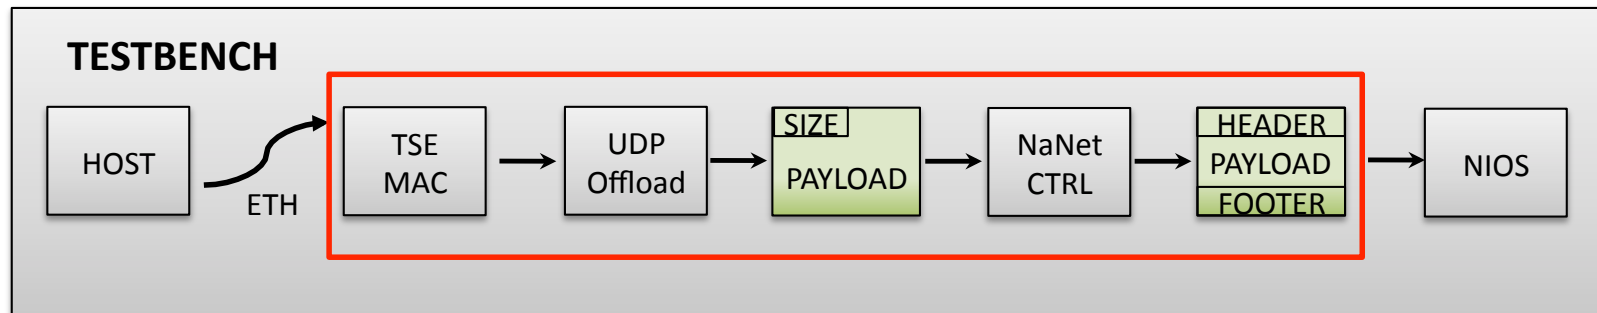 TESTBENCH
HOST
ETH
TSE
MAC
UDP
Offload
SIZE
PAYLOAD
NaNet
CTRL
HEADER
PAYLOAD
FOOTER
NIOS